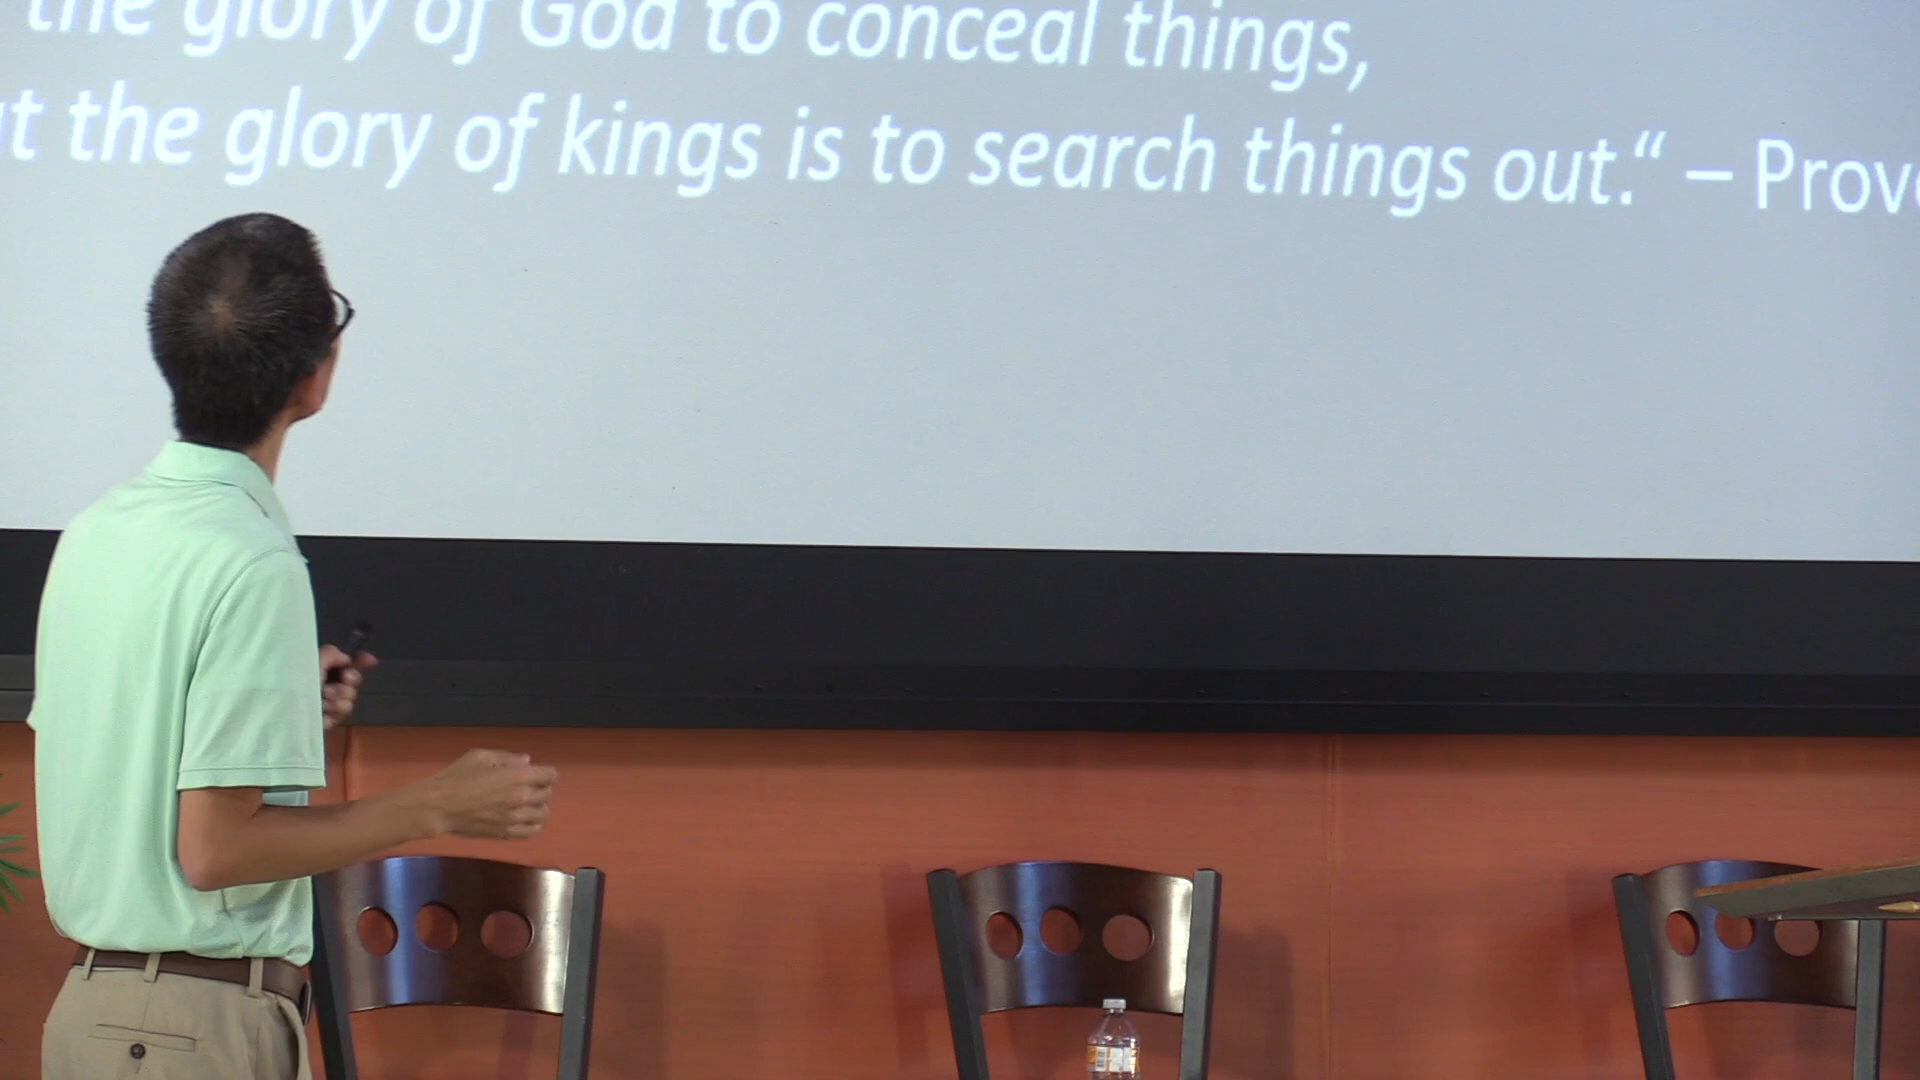 the glory of God to conceal things,
the glory of kings is to search things out.“ – Prov